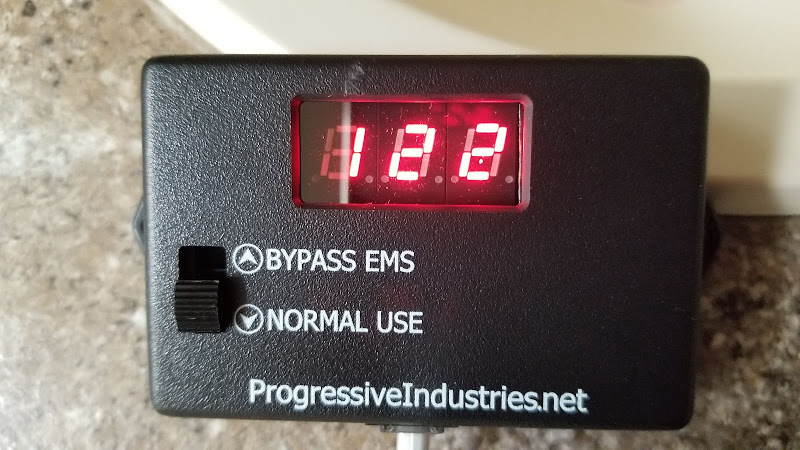 122
BYPASS EMS
NORMAL USE
ProgressiveIndustries.net